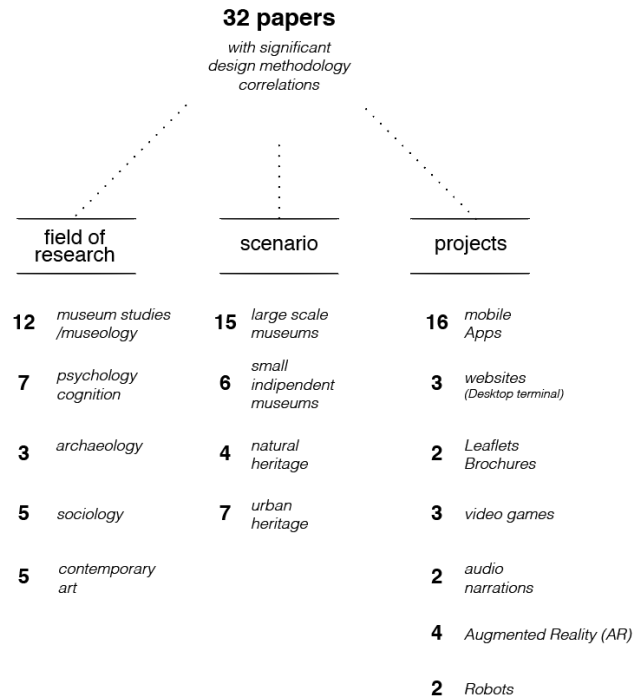 32 papers
with significant
design methodology
correlations
field of
research
12 museum studies
/museology
7 psychology
cognition
3 archaeology
5 sociology
5 contemporary
art
scenario
15 large scale
museums
6 small
indipendent
museums
4 natural
heritage
7 urban
heritage
projects
16 mobile
Apps
3 websites
(Desktop terminal)
2 Leaflets
Brochures
3 video games
2 audio
narrations
4 Augmented Reality (AR)
2 Robots